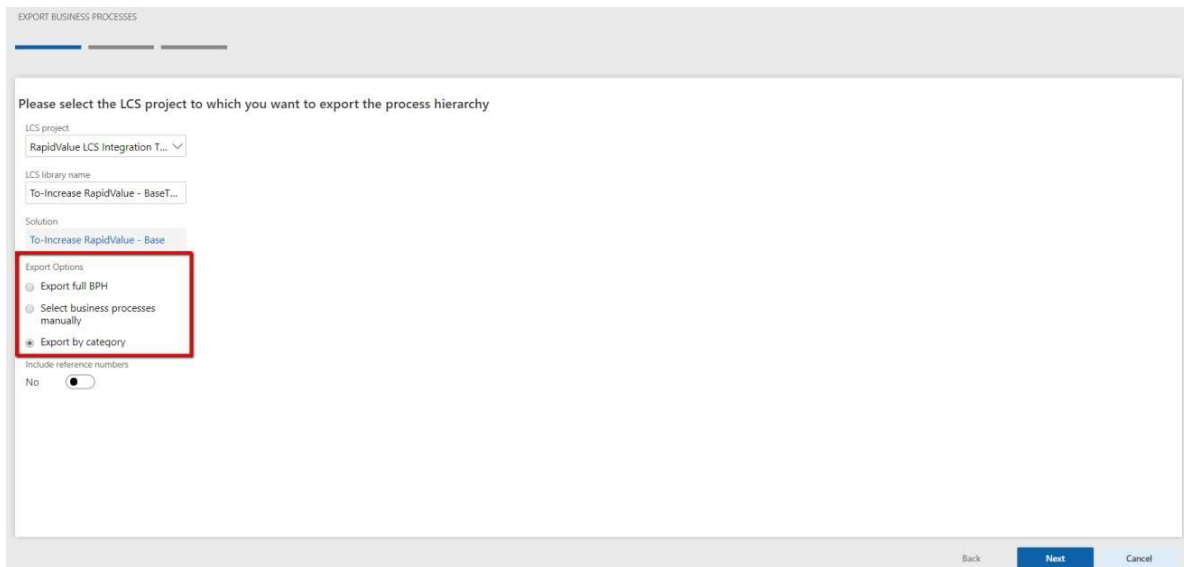 EXPORT BUSINESS PROCESSES
Please select the LCS project to which you want to export the process hierarchy
LCS project
RapidValue LCS Integration T...
LCS library name
To-Increase RapidValue - BaseT...
Solution
To-Increase RapidValue - Base
Export Options
Export full BPH
Select business processes
manually
Export by category
Include reference numbers
No
Back Next Cancel